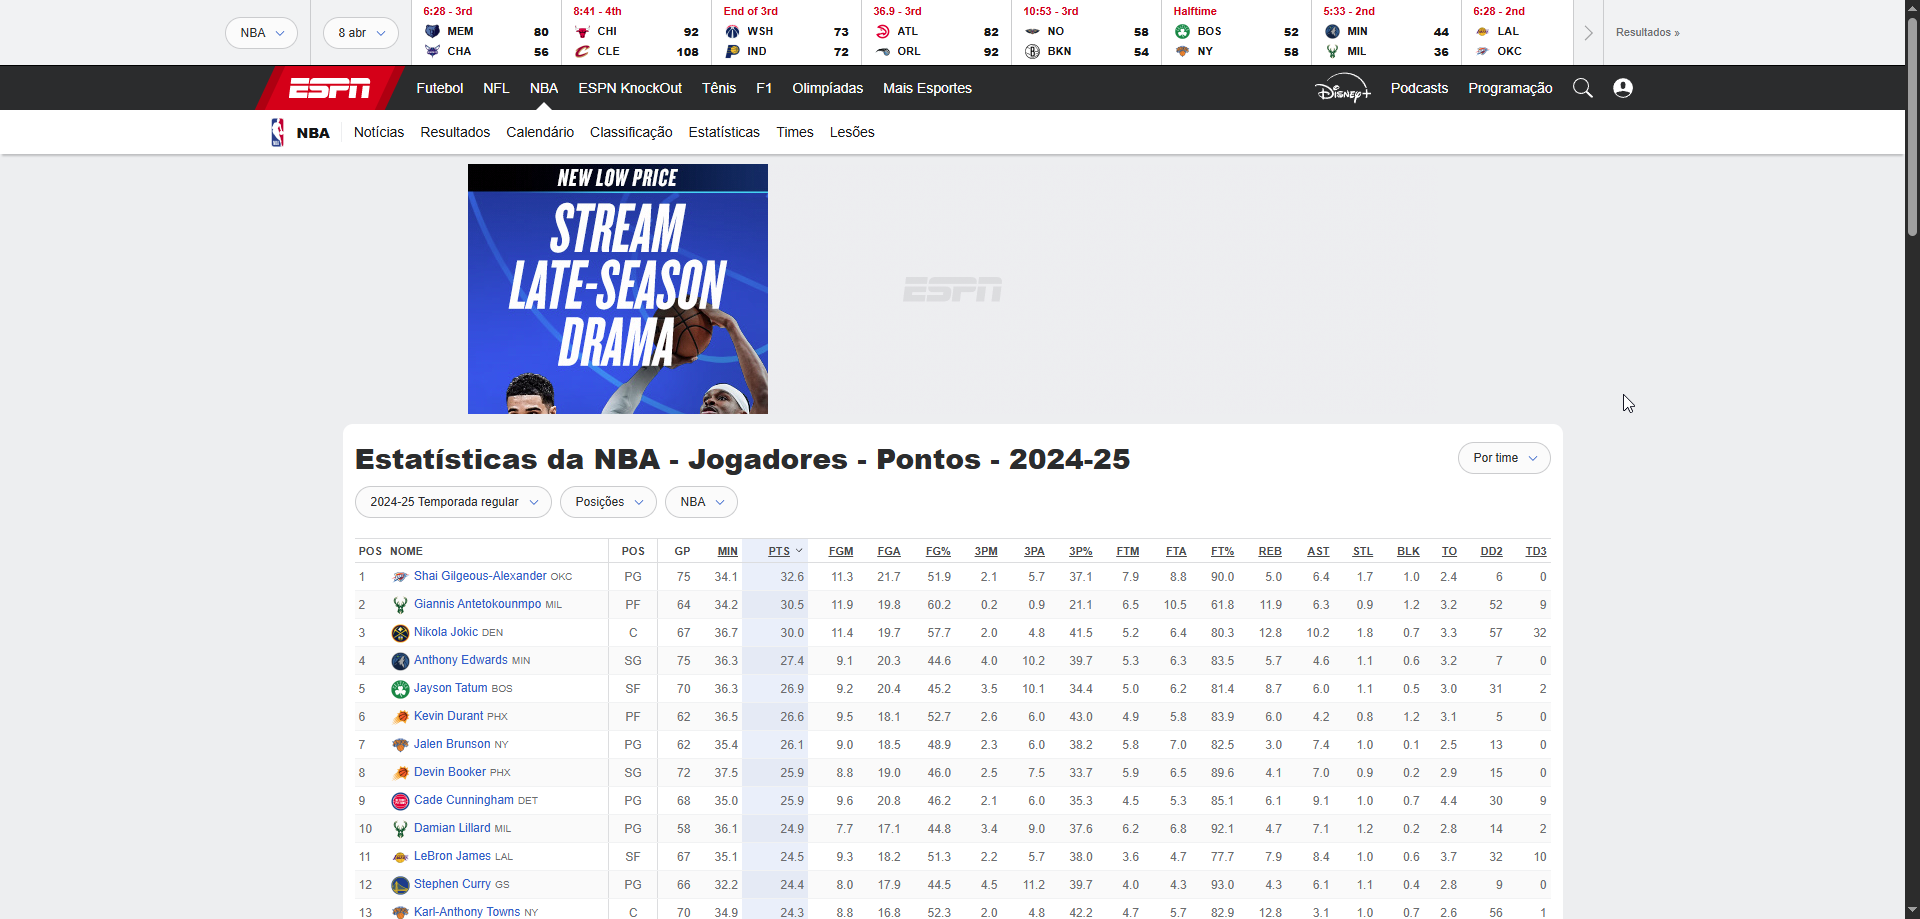 NBA
8 abr
6:28 - 3rd
MEM 80
CHA 56
8:41 - 4th
CHI 92
CLE 108
End of 3rd
WSH 73
IND 72
36.9 - 3rd
ATL 82
ORL 92
10:53 - 3rd
NO 58
BKN 54
Halftime
BOS 52
NY 58
5:33 - 2nd
MIN 44
MIL 36
6:28 - 2nd
LAL
OKC
Resultados »
ESPN Futebol NFL NBA ESPN KnockOut Tênis F1 Olimpíadas Mais Esportes Disney+ Podcasts Programação
NBA Notícias Resultados Calendário Classificação Estatísticas Times Lesões
NEW LOW PRICE
STREAM
LATE-SEASON
DRAMA
ESPN
Estatísticas da NBA - Jogadores - Pontos - 2024-25
Por time
2024-25 Temporada regular Posições NBA
POS NOME POS GP MIN PTS FGM FGA FG% 3PM 3PA 3P% FTM FTA FT% REB AST STL BLK TO DD2 TD3
1 Shai Gilgeous-Alexander OKC PG 75 34.1 32.6 11.3 21.7 51.9 2.1 5.7 37.1 7.9 8.8 90.0 5.0 6.4 1.7 1.0 2.4 6 0
2 Giannis Antetokounmpo MIL PF 64 34.2 30.5 11.9 19.8 60.2 0.2 0.9 21.1 6.5 10.5 61.8 11.9 6.3 0.9 1.2 3.2 52 9
3 Nikola Jokic DEN C 67 36.7 30.0 11.4 19.7 57.7 2.0 4.8 41.5 5.2 6.4 80.3 12.8 10.2 1.8 0.7 3.3 57 32
4 Anthony Edwards MIN SG 75 36.3 27.4 9.1 20.3 44.6 4.0 10.2 39.7 5.3 6.3 83.5 5.7 4.6 1.1 0.6 3.2 7 0
5 Jayson Tatum BOS SF 70 36.3 26.9 9.2 20.4 45.2 3.5 10.1 34.4 5.0 6.2 81.4 8.7 6.0 1.1 0.5 3.0 31 2
6 Kevin Durant PHX PF 62 36.5 26.6 9.5 18.1 52.7 2.6 6.0 43.0 4.9 5.8 83.9 6.0 4.2 0.8 1.2 3.1 5 0
7 Jalen Brunson NY PG 62 35.4 26.1 9.0 18.5 48.9 2.3 6.0 38.2 5.8 7.0 82.5 3.0 7.4 1.0 0.1 2.5 13 0
8 Devin Booker PHX SG 72 37.5 25.9 8.8 19.0 46.0 2.5 7.5 33.7 5.9 6.5 89.6 4.1 7.0 0.9 0.2 2.9 15 0
9 Cade Cunningham DET PG 68 35.0 25.9 9.6 20.8 46.2 2.1 6.0 35.3 4.5 5.3 85.1 6.1 9.1 1.0 0.7 4.4 30 9
10 Damian Lillard MIL PG 58 36.1 24.9 7.7 17.1 44.8 3.4 9.0 37.6 6.2 6.8 92.1 4.7 7.1 1.2 0.2 2.8 14 2
11 LeBron James LAL SF 67 35.1 24.5 9.3 18.2 51.3 2.2 5.7 38.0 3.6 4.7 77.7 7.9 8.4 1.0 0.6 3.7 32 10
12 Stephen Curry GS PG 66 32.2 24.4 8.0 17.9 44.5 4.5 11.2 39.7 4.0 4.3 93.0 4.3 6.1 1.1 0.4 2.8 9 0
13 Karl-Anthony Towns NY C 70 34.9 24.3 8.8 16.8 52.3 2.0 4.8 42.2 4.7 5.7 82.9 12.8 3.1 1.0 0.7 2.6 56 1